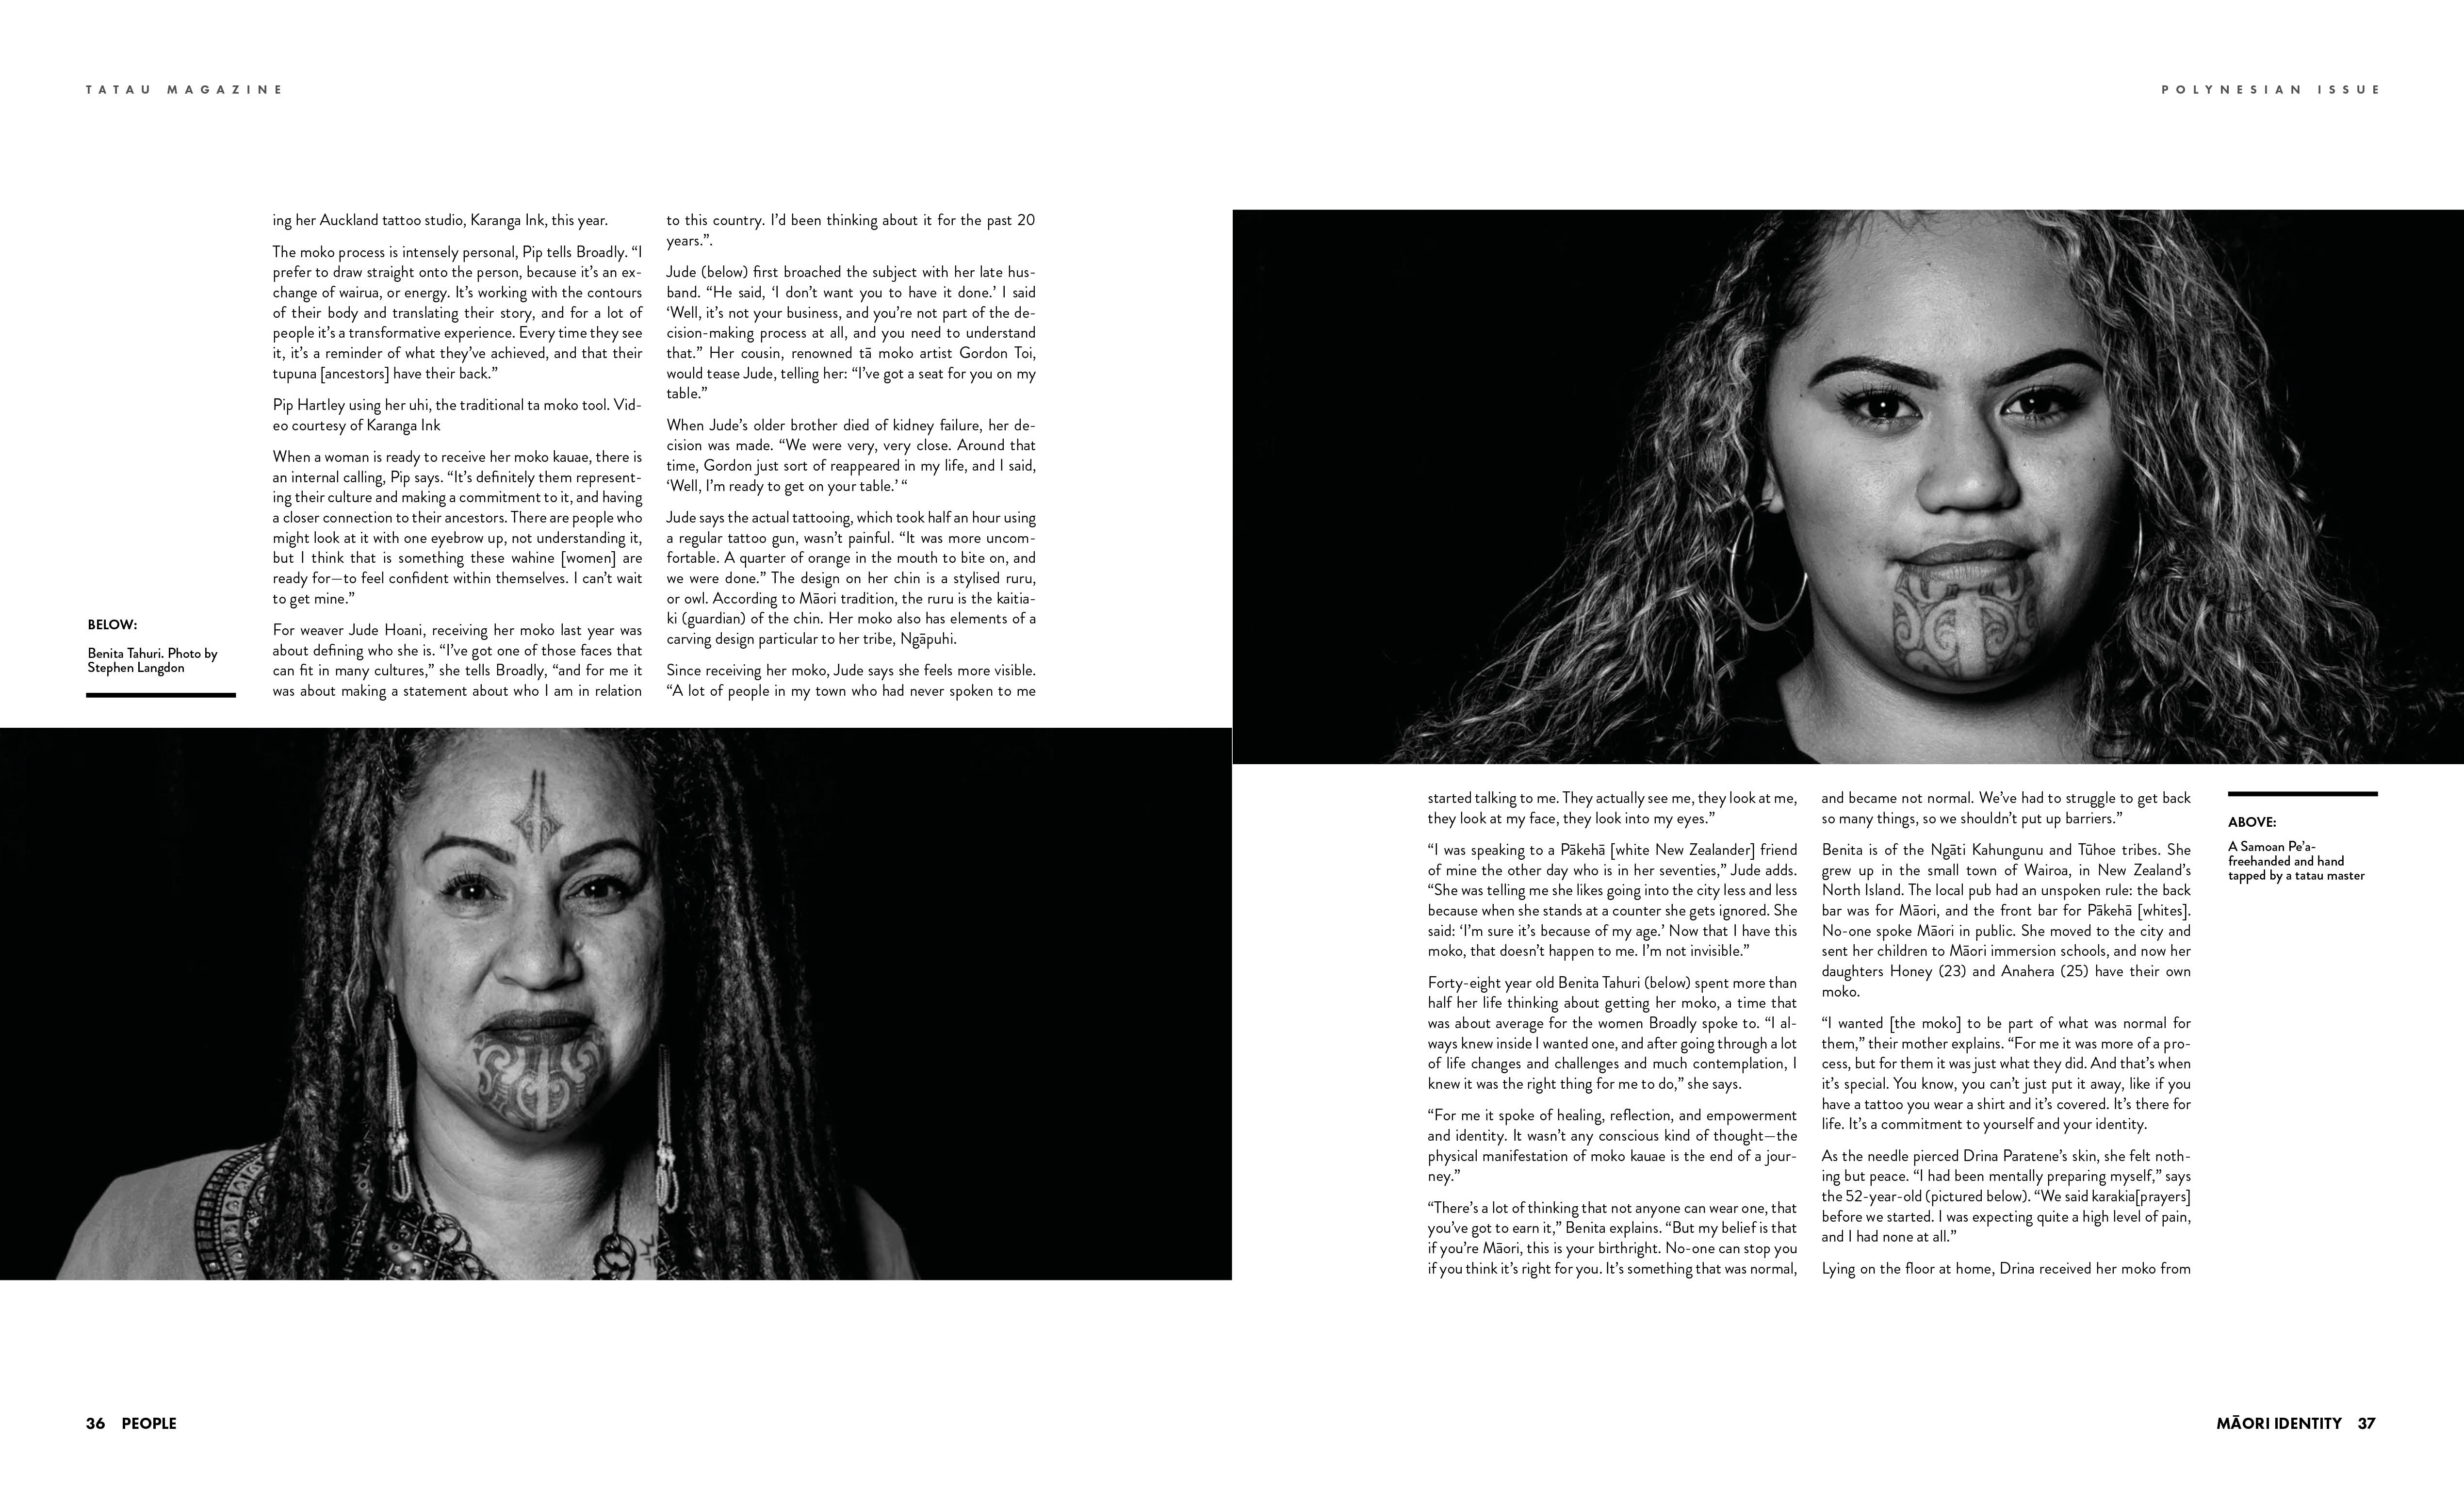 TATAU MAGAZINE
POLYNESIAN ISSUE
ing her Auckland tattoo studio, Karanga Ink, this year.
The moko process is intensely personal, Pip tells Broadly. “I
prefer to draw straight onto the person, because it’s an ex-
change of wairua, or energy. It’s working with the contours
of their body and translating their story, and for a lot of
people it’s a transformative experience. Every time they see
it, it’s a reminder of what they’ve achieved, and that their
tupuna [ancestors] have their back.”
Pip Hartley using her uhi, the traditional ta moko tool. Vid-
eo courtesy of Karanga Ink
When a woman is ready to receive her moko kauae, there is
an internal calling, Pip says. “It’s definitely them represent-
ing their culture and making a commitment to it, and having
a closer connection to their ancestors. There are people who
might look at it with one eyebrow up, not understanding it,
but I think that is something these wahine [women] are
ready for—to feel confident within themselves. I can’t wait
to get mine.”
For weaver Jude Hoani, receiving her moko last year was
about defining who she is. “I’ve got one of those faces that
can fit in many cultures,” she tells Broadly, “and for me it
was about making a statement about who I am in relation
to this country. I’d been thinking about it for the past 20
years.”.
Jude (below) first broached the subject with her late hus-
band. “He said, ‘I don’t want you to have it done.’ I said
‘Well, it’s not your business, and you’re not part of the de-
cision-making process at all, and you need to understand
that.” Her cousin, renowned tā moko artist Gordon Toi,
would tease Jude, telling her: “I’ve got a seat for you on my
table.”
When Jude’s older brother died of kidney failure, her de-
cision was made. “We were very, very close. Around that
time, Gordon just sort of reappeared in my life, and I said,
‘Well, I’m ready to get on your table.’ “
Jude says the actual tattooing, which took half an hour using
a regular tattoo gun, wasn’t painful. “It was more uncom-
fortable. A quarter of orange in the mouth to bite on, and
we were done.” The design on her chin is a stylised ruru,
or owl. According to Māori tradition, the ruru is the kaitia-
ki (guardian) of the chin. Her moko also has elements of a
carving design particular to her tribe, Ngāpuhi.
Since receiving her moko, Jude says she feels more visible.
“A lot of people in my town who had never spoken to me
BELOW:
Benita Tahuri. Photo by
Stephen Langdon
started talking to me. They actually see me, they look at me,
they look at my face, they look into my eyes.”
“I was speaking to a Pākehā [white New Zealander] friend
of mine the other day who is in her seventies,” Jude adds.
“She was telling me she likes going into the city less and less
because when she stands at a counter she gets ignored. She
said: ‘I’m sure it’s because of my age.’ Now that I have this
moko, that doesn’t happen to me. I’m not invisible.”
Forty-eight year old Benita Tahuri (below) spent more than
half her life thinking about getting her moko, a time that
was about average for the women Broadly spoke to. “I al-
ways knew inside I wanted one, and after going through a lot
of life changes and challenges and much contemplation, I
knew it was the right thing for me to do,” she says.
“For me it spoke of healing, reflection, and empowerment
and identity. It wasn’t any conscious kind of thought—the
physical manifestation of moko kauae is the end of a jour-
ney.”
“There’s a lot of thinking that not anyone can wear one, that
you’ve got to earn it,” Benita explains. “But my belief is that
if you’re Māori, this is your birthright. No-one can stop you
if you think it’s right for you. It’s something that was normal,
and became not normal. We’ve had to struggle to get back
so many things, so we shouldn’t put up barriers.”
Benita is of the Ngāti Kahungunu and Tūhoe tribes. She
grew up in the small town of Wairoa, in New Zealand’s
North Island. The local pub had an unspoken rule: the back
bar was for Māori, and the front bar for Pākehā [whites].
No-one spoke Māori in public. She moved to the city and
sent her children to Māori immersion schools, and now her
daughters Honey (23) and Anahera (25) have their own
moko.
“I wanted [the moko] to be part of what was normal for
them,” their mother explains. “For me it was more of a pro-
cess, but for them it was just what they did. And that’s when
it’s special. You know, you can’t just put it away, like if you
have a tattoo you wear a shirt and it’s covered. It’s there for
life. It’s a commitment to yourself and your identity.
As the needle pierced Drina Paratene’s skin, she felt noth-
ing but peace. “I had been mentally preparing myself,” says
the 52-year-old (pictured below). “We said karakia[prayers]
before we started. I was expecting quite a high level of pain,
and I had none at all.”
Lying on the floor at home, Drina received her moko from
ABOVE:
A Samoan Pe’a-
freehanded and hand
tapped by a tatau master
36 PEOPLE
MĀORI IDENTITY 37